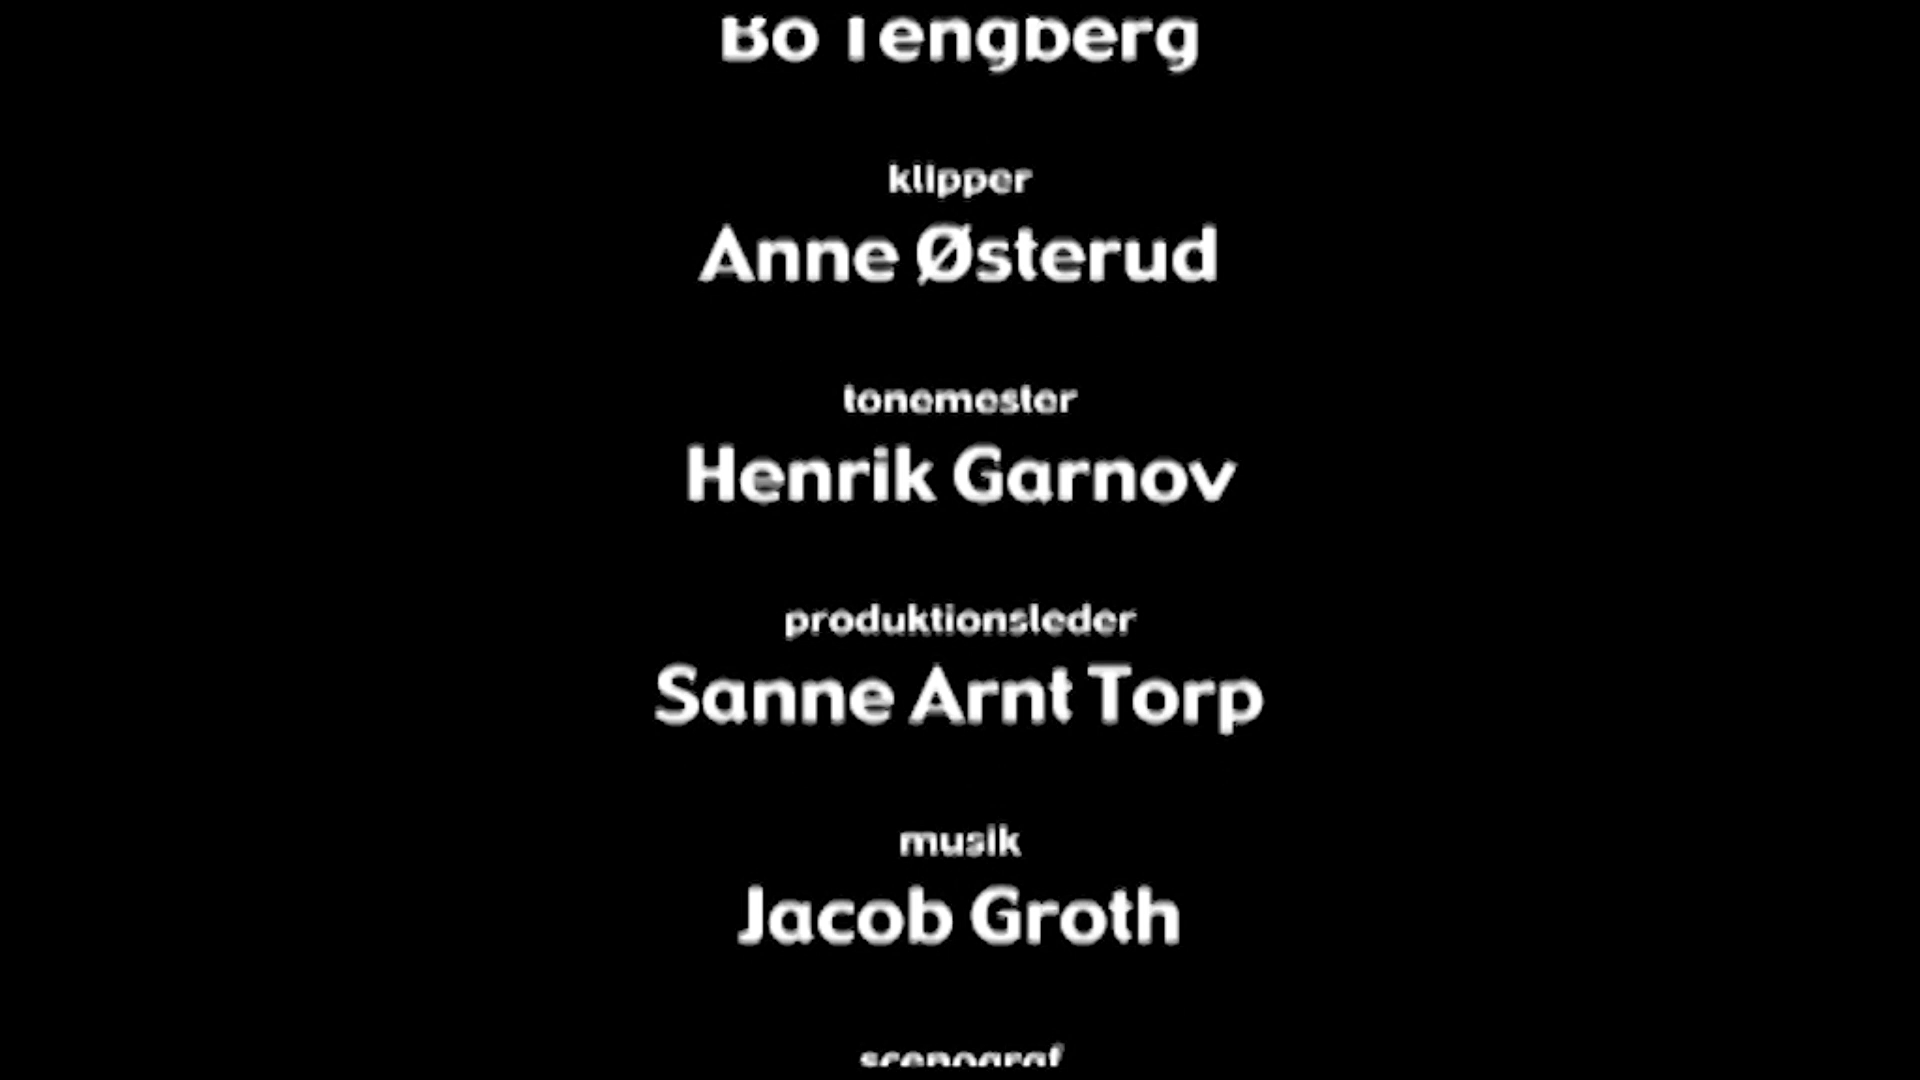 Bo Tengberg
klipper
Anne Østerud
tonemester
Henrik Garnov
produktionsleder
Sanne Arnt Torp
musik
Jacob Groth
scenograf